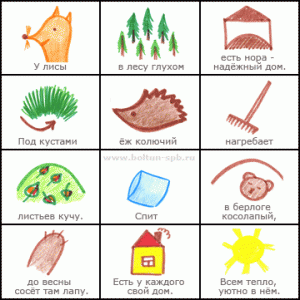 У лисы
в лесу глухом
есть нора -
надёжный дом.
Под кустами
ёж колючий
нагребает
www.boltun-spb.ru
листьев кучу.
Спит
в берлоге
косолапый,
до весны
сосёт там лапу.
Есть у каждого
свой дом.
Всем тепло,
уютно в нём.